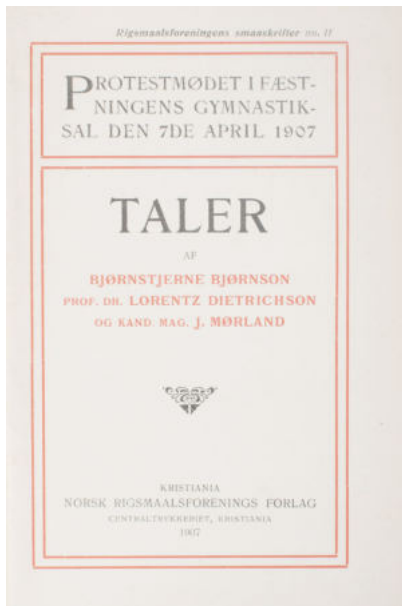 Rigsmaalsforeningens smaaskrifter no. II
PROTESTMØDET I FÆST-
NINGENS GYMNASTIK-
SAL DEN 7DE APRIL 1907
TALER
AF
BJØRNSTJERNE BJØRNSON
PROF. DR. LORENTZ DIETRICHSON
OG KAND. MAG. J. MØRLAND
KRISTIANIA
NORSK RIGSMAALSFORENINGS FORLAG
CENTRALTRYKKERIET, KRISTIANIA
1907